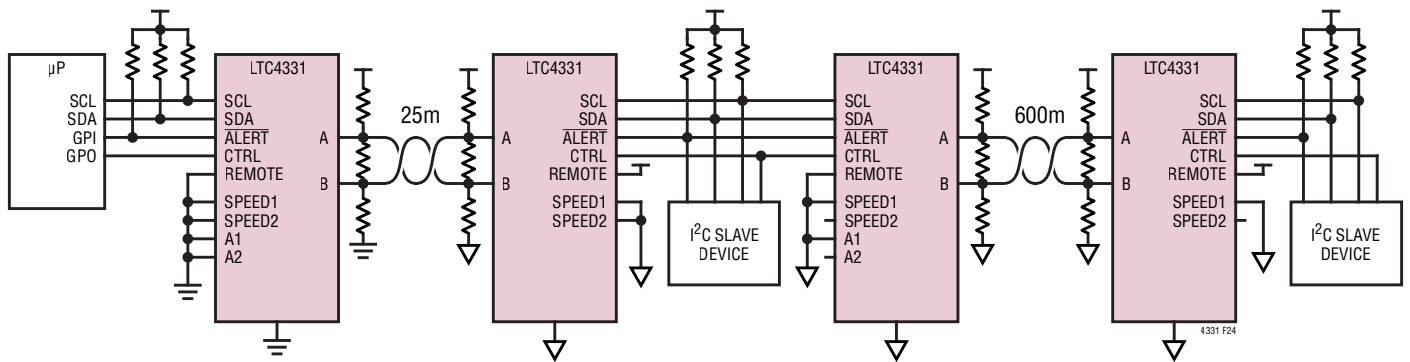 µP
SCL
SDA
GPI
GPO
LTC4331
SCL
SDA
ALERT
CTRL
REMOTE
SPEED1
SPEED2
A1
A2
A
B
25m
LTC4331
A
B
SCL
SDA
ALERT
CTRL
REMOTE
SPEED1
SPEED2
I²C SLAVE
DEVICE
LTC4331
SCL
SDA
ALERT
CTRL
REMOTE
SPEED1
SPEED2
A1
A2
A
B
600m
LTC4331
A
B
SCL
SDA
ALERT
CTRL
REMOTE
SPEED1
SPEED2
I²C SLAVE
DEVICE
4331 F24